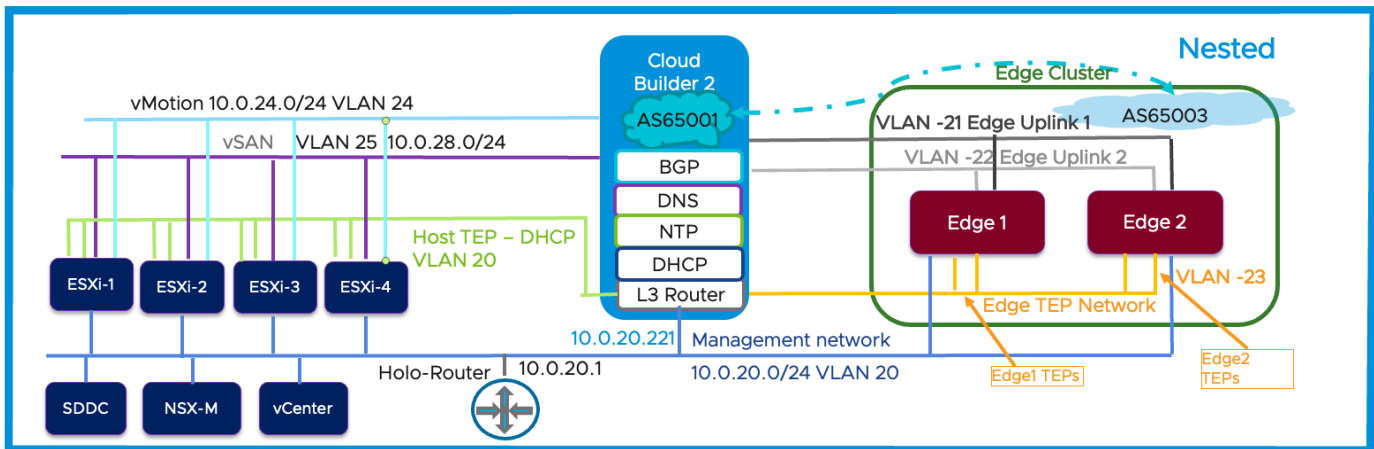 Nested
Cloud
Builder 2
Edge Cluster
vMotion 10.0.24.0/24 VLAN 24
AS65001
AS65003
VLAN -21 Edge Uplink 1
vSAN VLAN 25 10.0.28.0/24
VLAN -22 Edge Uplink 2
BGP
DNS
NTP
DHCP
L3 Router
Edge 1
Edge 2
Host TEP – DHCP
VLAN 20
ESXi-1
ESXi-2
ESXi-3
ESXi-4
VLAN -23
Edge TEP Network
10.0.20.221
Management network
Holo-Router
10.0.20.1
10.0.20.0/24 VLAN 20
Edge1 TEPs
Edge2
TEPs
SDDC
NSX-M
vCenter